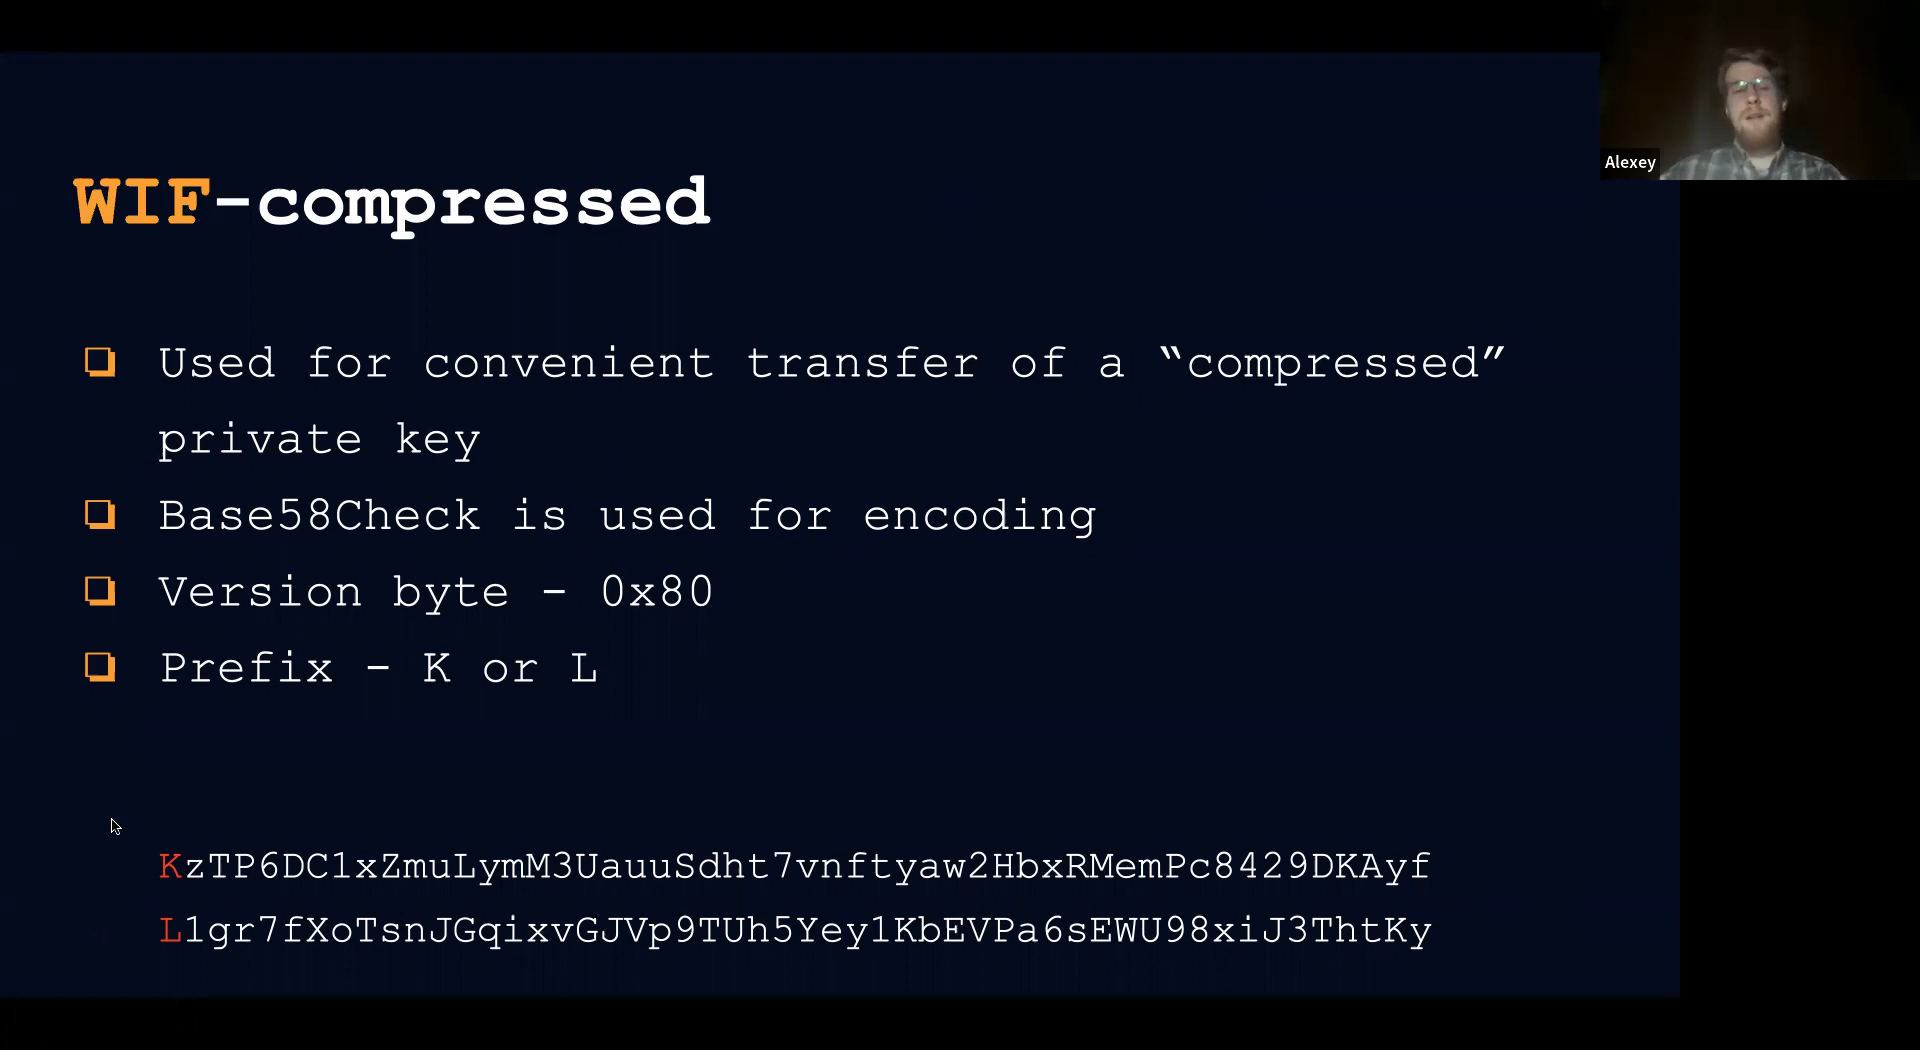 WIF-compressed
Alexey
❏ Used for convenient transfer of a “compressed”
private key
❏ Base58Check is used for encoding
❏ Version byte - 0x80
❏ Prefix - K or L
KzTP6DC1xZmuLymM3UauuSdht7vnftyaw2HbxRMemPc8429DKAyf
L1gr7fXoTsnJGqixvGJVp9TUh5Yey1KbEVPa6sEWU98xiJ3ThtKy